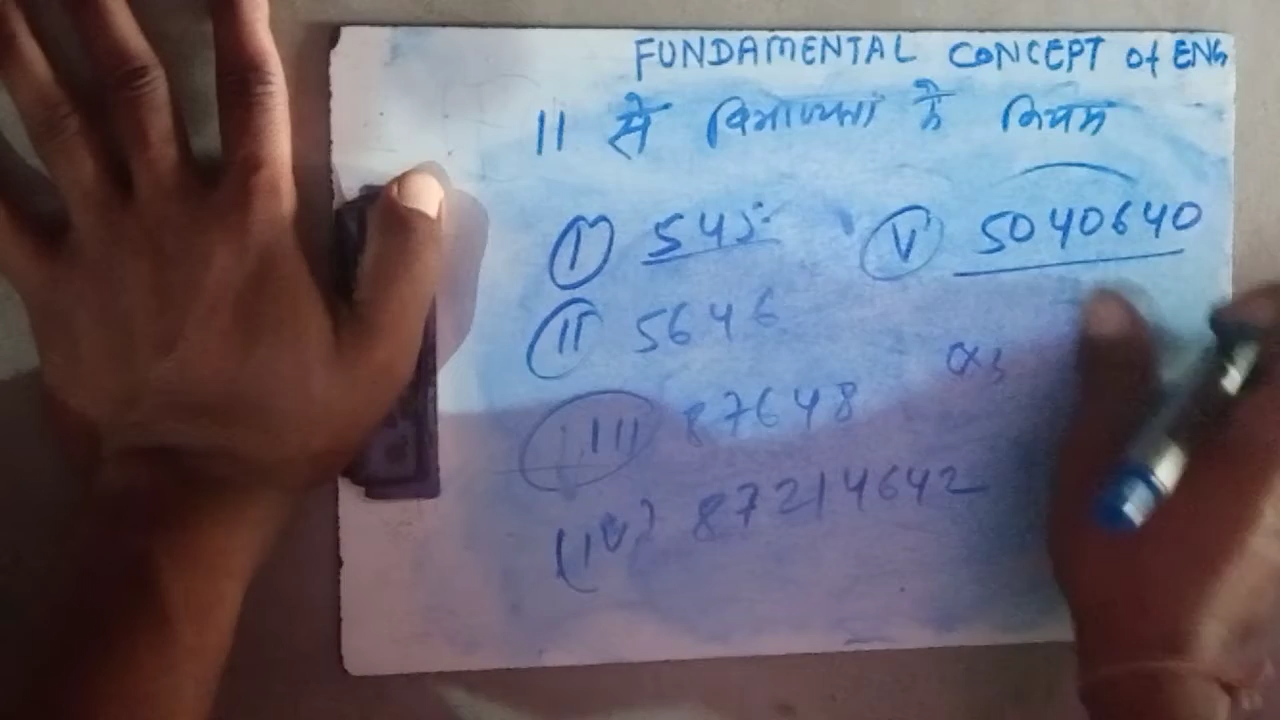 FUNDAMENTAL CONCEPT of ENG
11 से विभाज्यता के नियम
(I) 545
(V) 5040640
(II) 5646
(III) 87648
(IV) 87214642